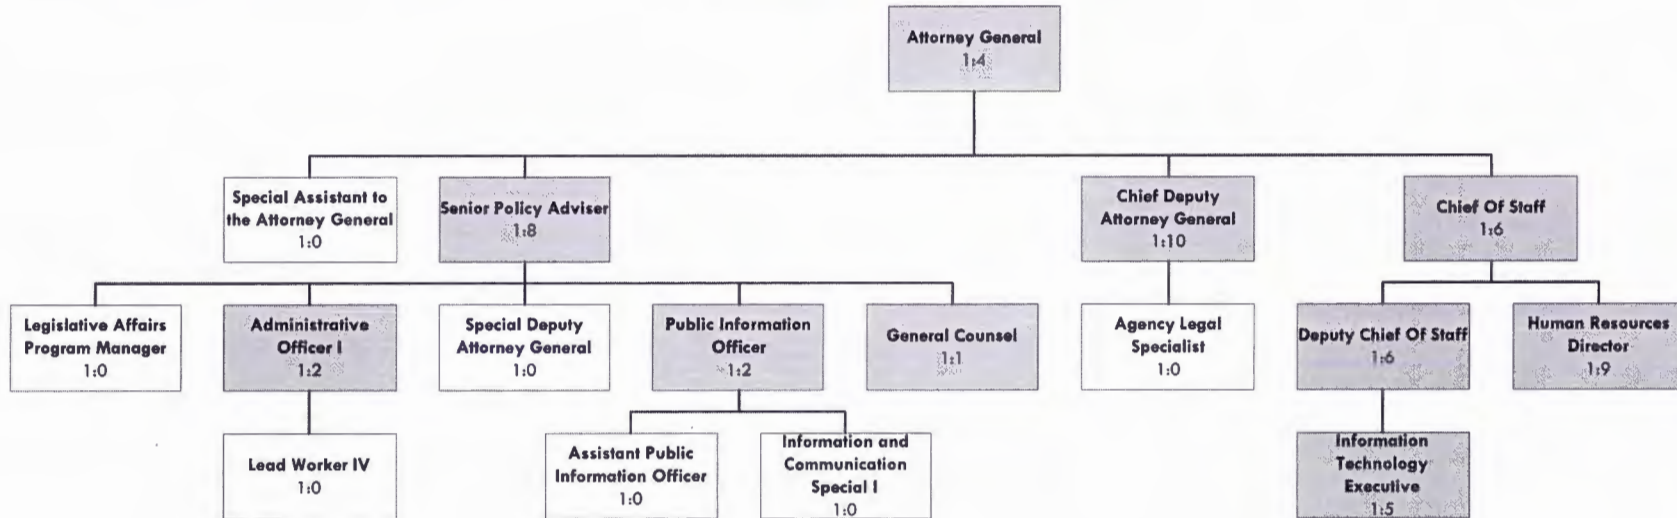 Attorney General
1:4
Special Assistant to
the Attorney General
1:0
Senior Policy Adviser
1:8
Chief Deputy
Attorney General
1:10
Chief Of Staff
1:6
Legislative Affairs
Program Manager
1:0
Administrative
Officer I
1:2
Special Deputy
Attorney General
1:0
Public Information
Officer
1:2
General Counsel
1:1
Agency Legal
Specialist
1:0
Deputy Chief Of Staff
1:6
Human Resources
Director
1:9
Lead Worker IV
1:0
Assistant Public
Information Officer
1:0
Information and
Communication
Special I
1:0
Information
Technology
Executive
1:5